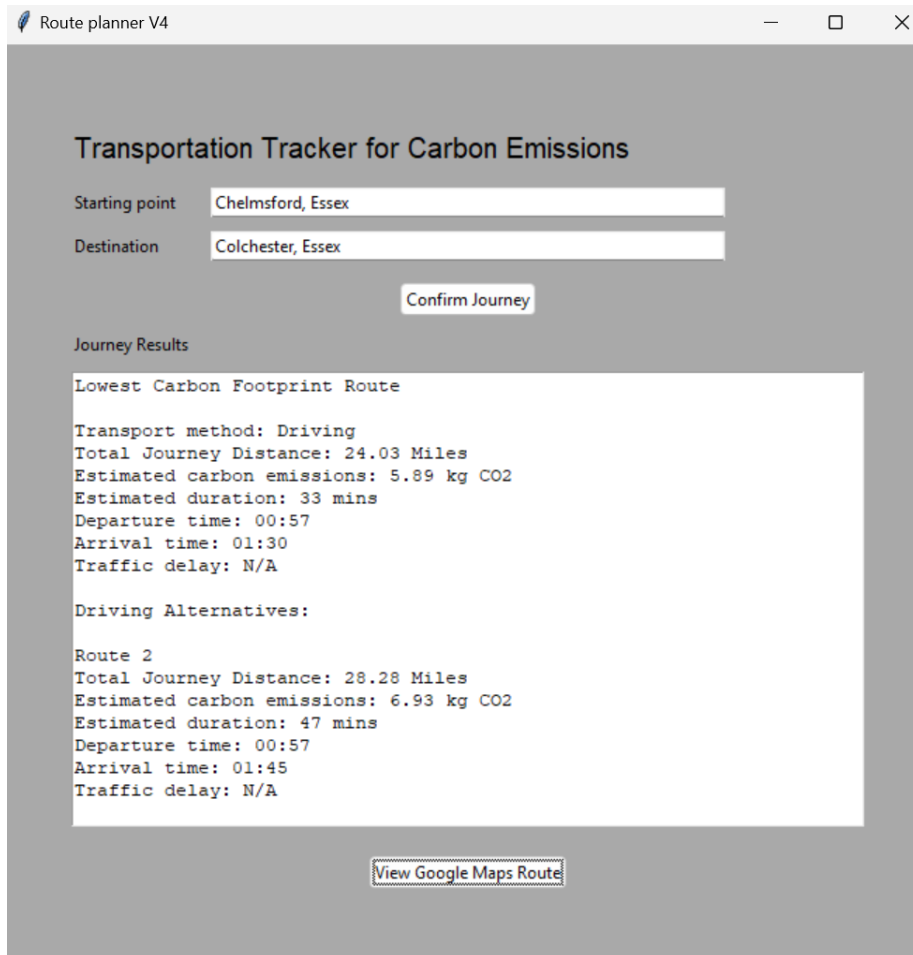 Route planner V4
Transportation Tracker for Carbon Emissions
Starting point Chelmsford, Essex
Destination Colchester, Essex
Confirm Journey
Journey Results
Lowest Carbon Footprint Route
Transport method: Driving
Total Journey Distance: 24.03 Miles
Estimated carbon emissions: 5.89 kg CO2
Estimated duration: 33 mins
Departure time: 00:57
Arrival time: 01:30
Traffic delay: N/A
Driving Alternatives:
Route 2
Total Journey Distance: 28.28 Miles
Estimated carbon emissions: 6.93 kg CO2
Estimated duration: 47 mins
Departure time: 00:57
Arrival time: 01:45
Traffic delay: N/A
View Google Maps Route